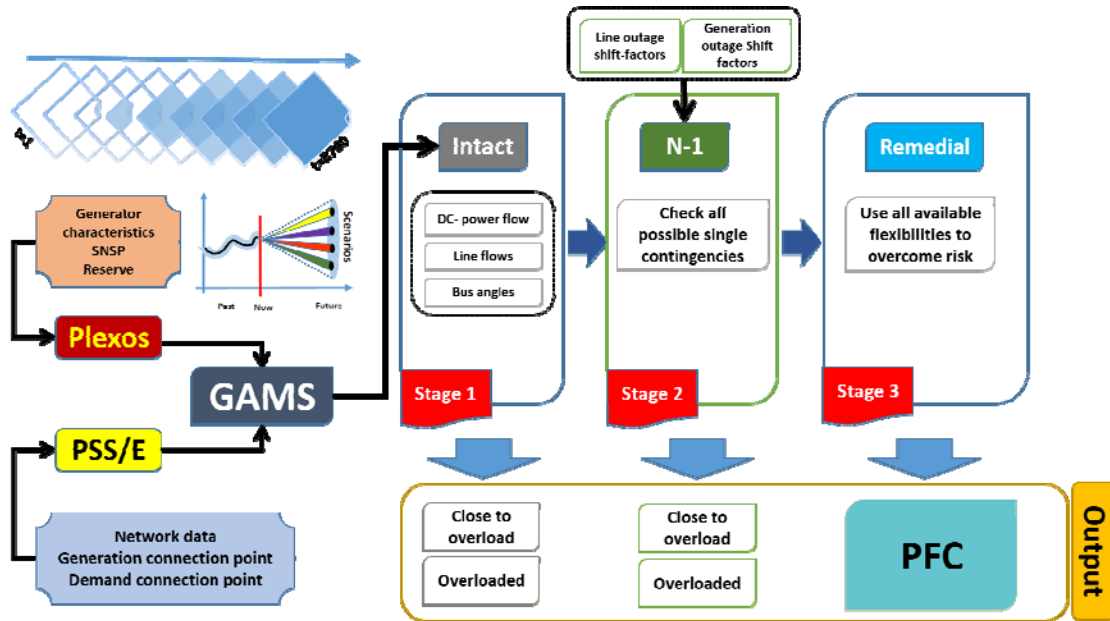 t=1
t=8760
Generator
characteristics
SNSP
Reserve
Scenarios
Past
Now
Future
Plexos
GAMS
PSS/E
Network data
Generation connection point
Demand connection point
Line outage
shift-factors
Generation
outage Shift
factors
Intact
DC- power flow
Line flows
Bus angles
Stage 1
N-1
Check all
possible single
contingencies
Stage 2
Remedial
Use all available
flexibilities to
overcome risk
Stage 3
Close to
overload
Overloaded
Close to
overload
Overloaded
PFC
Output